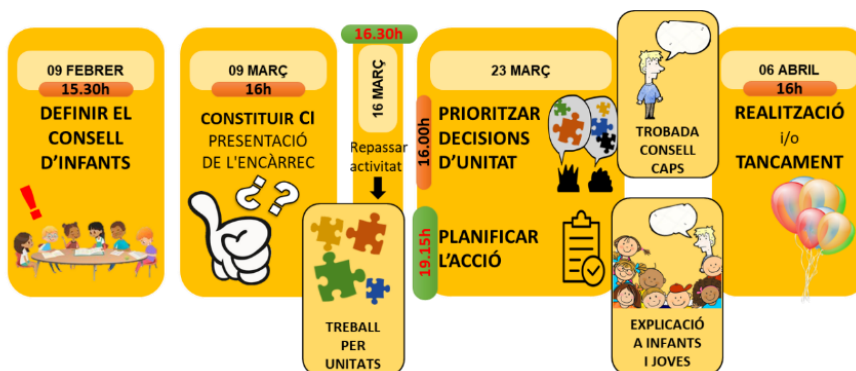 09 FEBRER
15.30h
DEFINIR EL
CONSELL
D'INFANTS
09 MARÇ
16h
CONSTITUIR CI
PRESENTACIÓ
DE L'ENCÀRREC
16.30h
16 MARÇ
Repassar
activitat
TREBALL
PER
UNITATS
23 MARÇ
16.00h
PRIORITZAR
DECISIONS
D'UNITAT
19.15h
PLANIFICAR
L'ACCIÓ
TROBADA
CONSELL
CAPS
EXPLICACIÓ
A INFANTS
I JOVES
06 ABRIL
16h
REALITZACIÓ
i/o
TANCAMENT